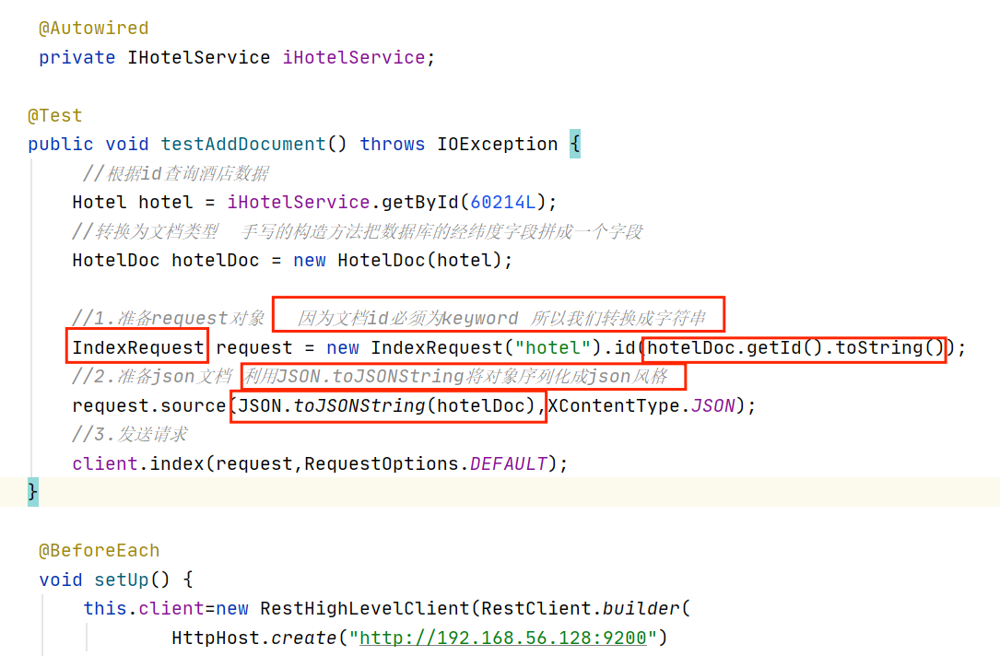 @Autowired
private IHotelService iHotelService;
@Test
public void testAddDocument() throws IOException {
//根据id查询酒店数据
Hotel hotel = iHotelService.getById(60214L);
//转换为文档类型  手写的构造方法把数据库的经纬度字段拼成一个字段
HotelDoc hotelDoc = new HotelDoc(hotel);
//1.准备request对象   因为文档id必须为keyword 所以我们转换成字符串
IndexRequest request = new IndexRequest("hotel").id(hotelDoc.getId().toString());
//2.准备json文档 利用JSON.toJSONString将对象序列化成json风格
request.source(JSON.toJSONString(hotelDoc),XContentType.JSON);
//3.发送请求
client.index(request,RequestOptions.DEFAULT);
}
@BeforeEach
void setUp() {
this.client=new RestHighLevelClient(RestClient.builder(
HttpHost.create("http://192.168.56.128:9200")